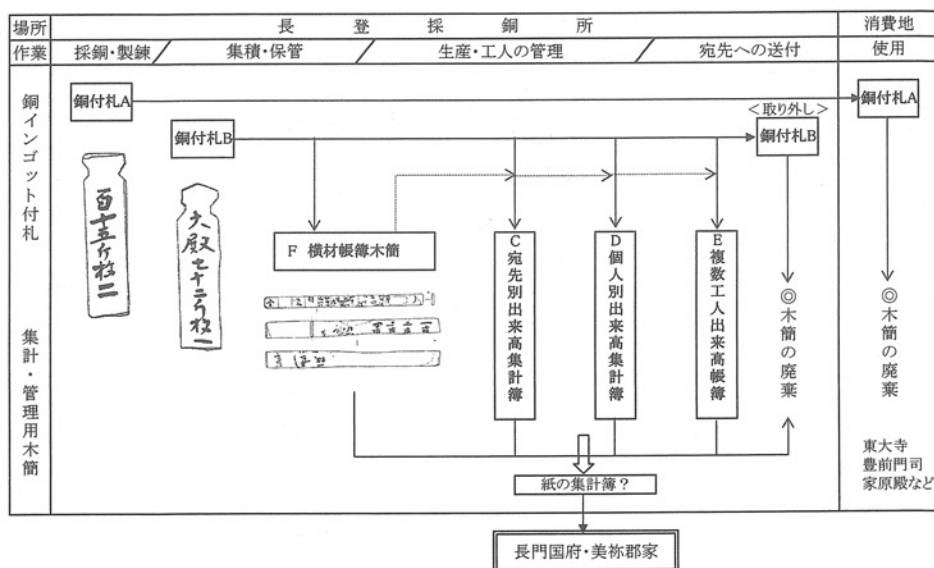 場所
長登採銅所
消費地
作業
採銅・製錬
集積・保管
生産・工人の管理
宛先への送付
使用
銅インゴット付札
集計・管理用木簡
銅付札A
銅付札A
<取り外し>
銅付札B
銅付札B
百十五斤枚二
大殿七十二斤枚一
F 横材帳簿木簡
C宛先別出来高集計簿
D個人別出来高集計簿
E複数工人出来高帳簿
◎木簡の廃棄
◎木簡の廃棄
東大寺
豊前門司
家原殿など
紙の集計簿?
長門国府・美祢郡家